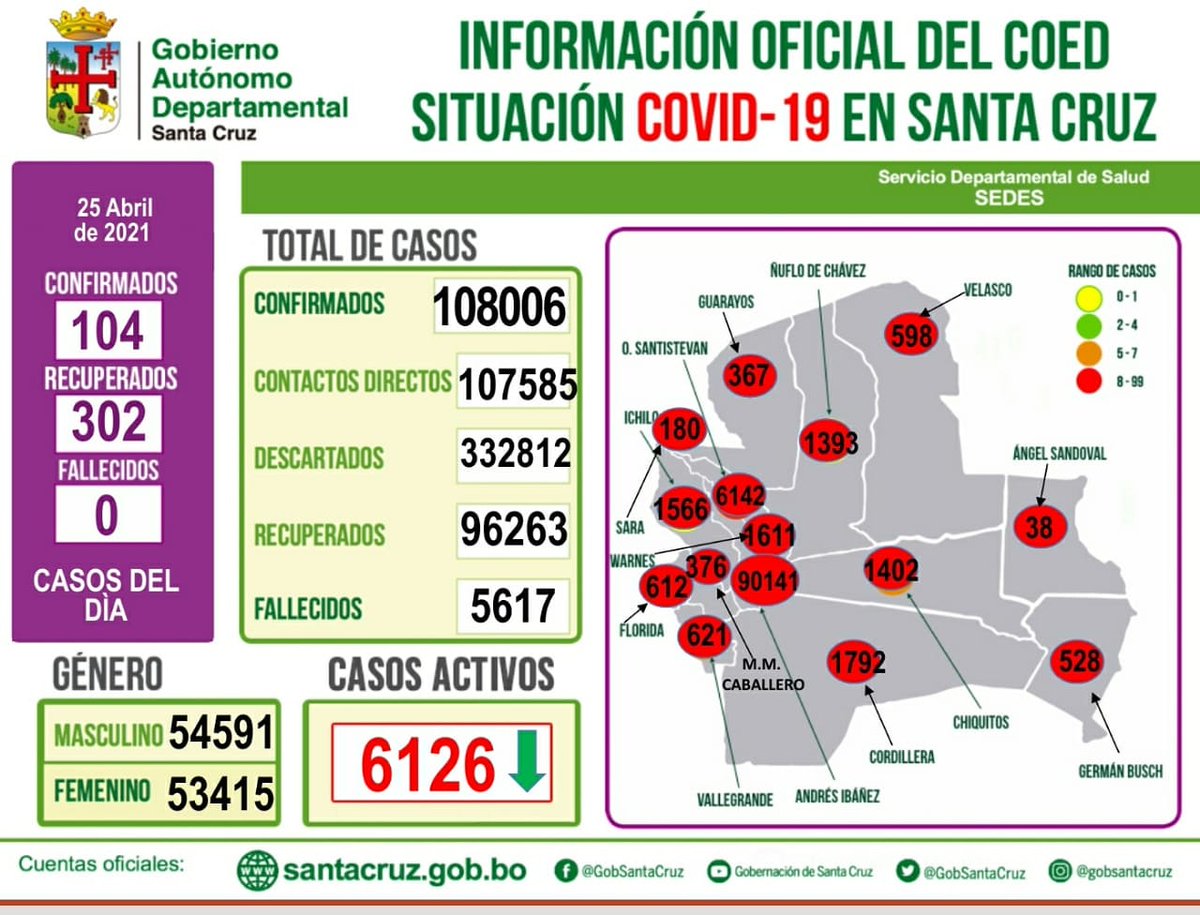 Gobierno
Autónomo
Departamental
Santa Cruz
INFORMACIÓN OFICIAL DEL COED
SITUACIÓN COVID-19 EN SANTA CRUZ
Servicio Departamental de Salud
SEDES
25 Abril
de 2021
CONFIRMADOS
104
RECUPERADOS
302
FALLECIDOS
0
CASOS DEL
DÌA
TOTAL DE CASOS
CONFIRMADOS 108006
CONTACTOS DIRECTOS 107585
DESCARTADOS 332812
RECUPERADOS 96263
FALLECIDOS 5617
GÉNERO
MASCULINO 54591
FEMENINO 53415
CASOS ACTIVOS
6126
RANGO DE CASOS
0 - 1
2 - 4
5 - 7
8 - 99
ÑUFLO DE CHÁVEZ
VELASCO
GUARAYOS
598
O. SANTISTEVAN
367
ICHILO
180
1393
ÁNGEL SANDOVAL
6142
1566
SARA
1611
38
WARNES
376
1402
612
90141
FLORIDA
621
M.M.
CABALLERO
1792
528
CHIQUITOS
CORDILLERA
GERMÁN BUSCH
VALLEGRANDE
ANDRÉS IBÁÑEZ
Cuentas oficiales:
santacruz.gob.bo
@GobSantaCruz
Gobernación de Santa Cruz
@GobSantaCruz
@gobsantacruz